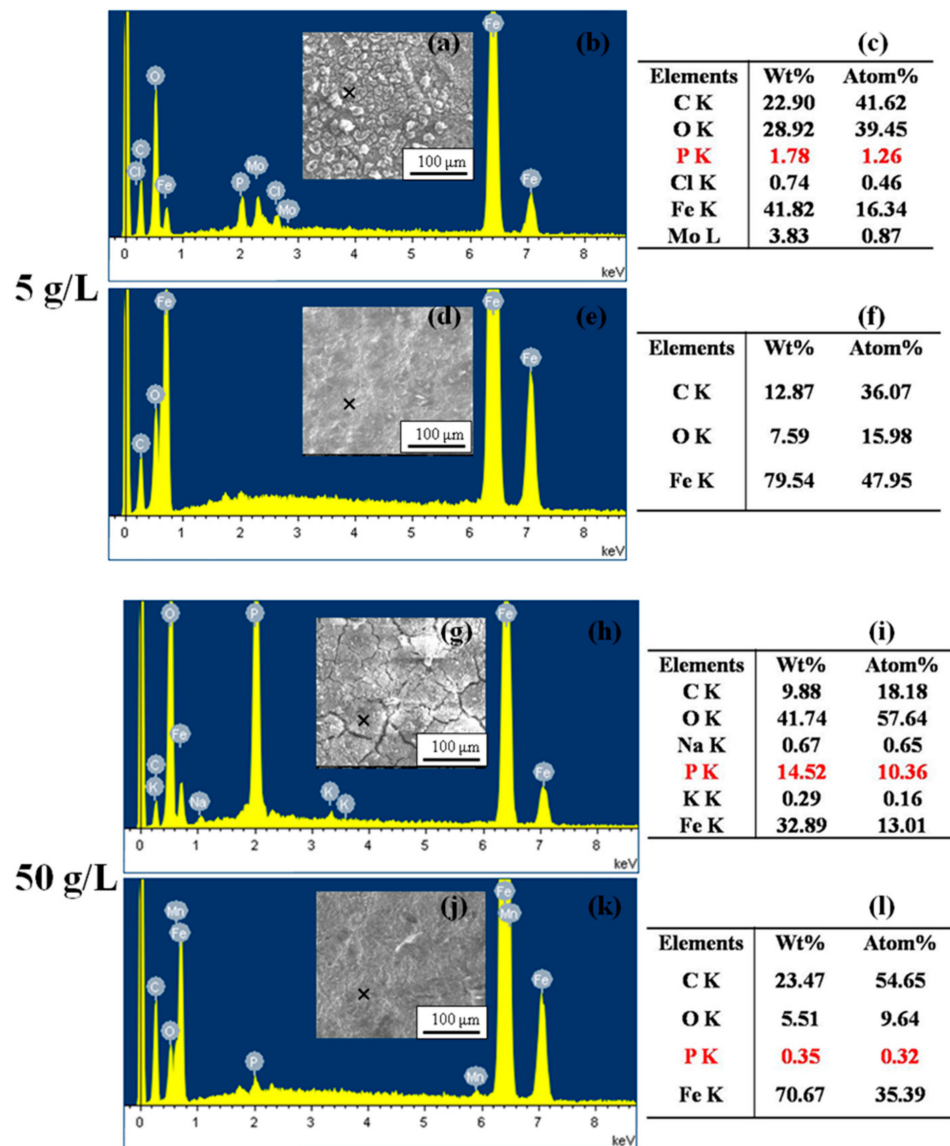 (a)
(b)
(c)
Fe
O
C
Cl
Fe
P
Mo
Cl
Mo
Fe
100 μm
0 1 2 3 4 5 6 7 8
keV
Elements Wt% Atom%
C K 22.90 41.62
O K 28.92 39.45
P K 1.78 1.26
Cl K 0.74 0.46
Fe K 41.82 16.34
Mo L 3.83 0.87
5 g/L
(d)
(e)
(f)
Fe
O
C
Fe
Fe
100 μm
0 1 2 3 4 5 6 7 8
keV
Elements Wt% Atom%
C K 12.87 36.07
O K 7.59 15.98
Fe K 79.54 47.95
(g)
(h)
(i)
O
P
Fe
Fe
C
K
Na
K
K
Fe
100 μm
0 1 2 3 4 5 6 7 8
keV
Elements Wt% Atom%
C K 9.88 18.18
O K 41.74 57.64
Na K 0.67 0.65
P K 14.52 10.36
K K 0.29 0.16
Fe K 32.89 13.01
50 g/L
(j)
(k)
(l)
Mn
Fe
C
O
P
Mn
Fe
Mn
Fe
100 μm
0 1 2 3 4 5 6 7 8
keV
Elements Wt% Atom%
C K 23.47 54.65
O K 5.51 9.64
P K 0.35 0.32
Fe K 70.67 35.39